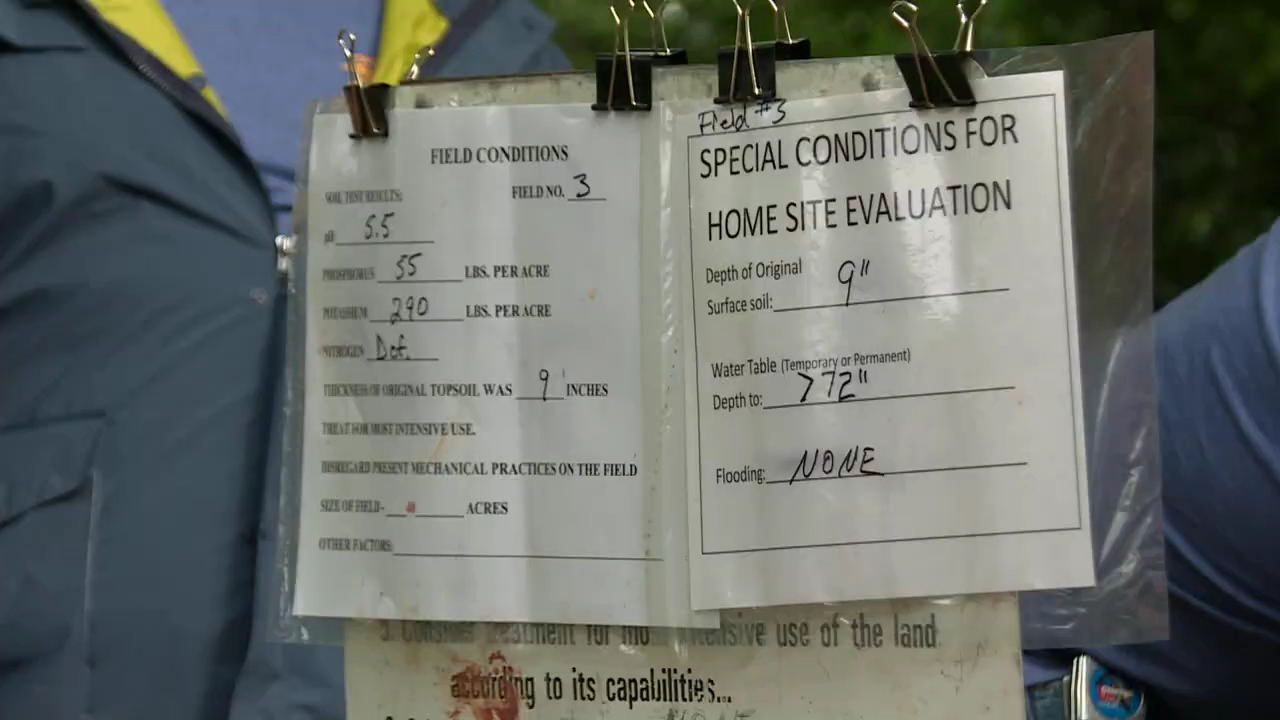 FIELD CONDITIONS
SOIL TEST RESULTS: FIELD NO. 3
pH 5.5
PHOSPHORUS 55 LBS. PER ACRE
POTASSIUM 290 LBS. PER ACRE
NITROGEN Def.
THICKNESS OF ORIGINAL TOPSOIL WAS 9 INCHES
TREAT FOR MOST INTENSIVE USE.
DISREGARD PRESENT MECHANICAL PRACTICES ON THE FIELD
SIZE OF FIELD- 40 ACRES
OTHER FACTORS:
Field #3
SPECIAL CONDITIONS FOR
HOME SITE EVALUATION
Depth of Original
Surface soil: 9"
Water Table (Temporary or Permanent)
Depth to: >72"
Flooding: NONE
use of the land
according to its capabilities...